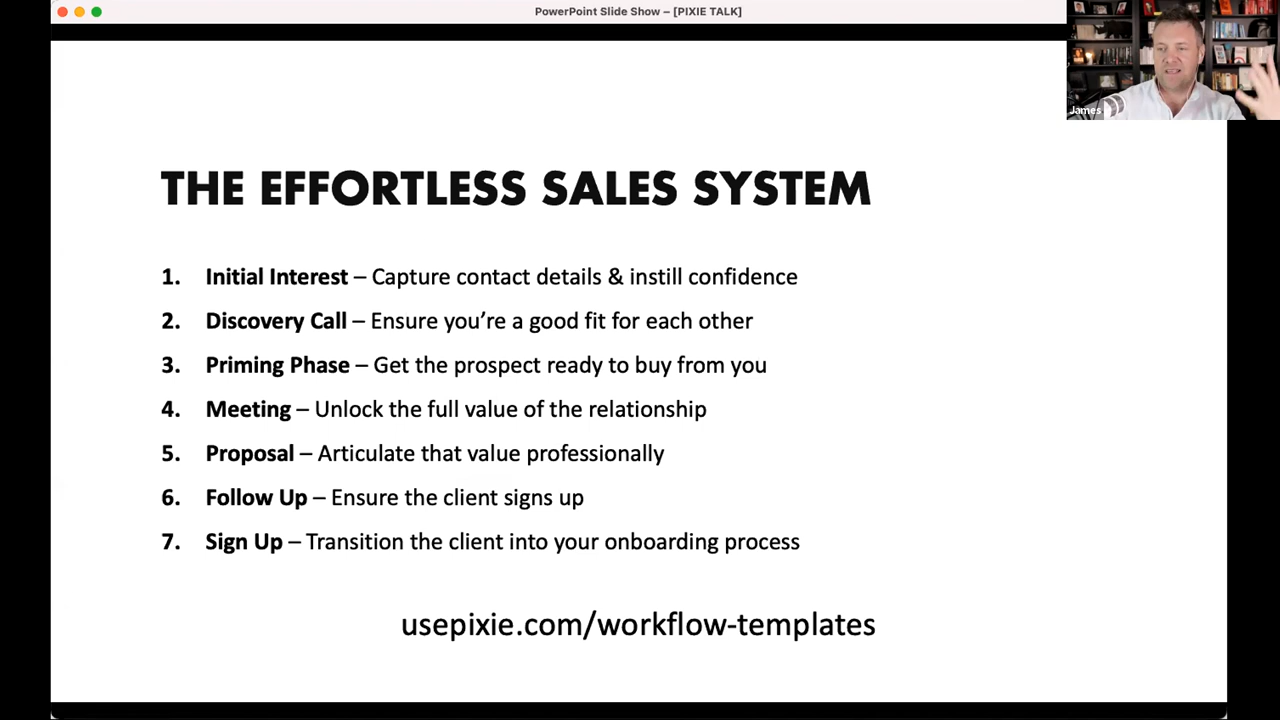 PowerPoint Slide Show – [PIXIE TALK]
James
THE EFFORTLESS SALES SYSTEM
1. Initial Interest – Capture contact details & instill confidence
2. Discovery Call – Ensure you’re a good fit for each other
3. Priming Phase – Get the prospect ready to buy from you
4. Meeting – Unlock the full value of the relationship
5. Proposal – Articulate that value professionally
6. Follow Up – Ensure the client signs up
7. Sign Up – Transition the client into your onboarding process
usepixie.com/workflow-templates